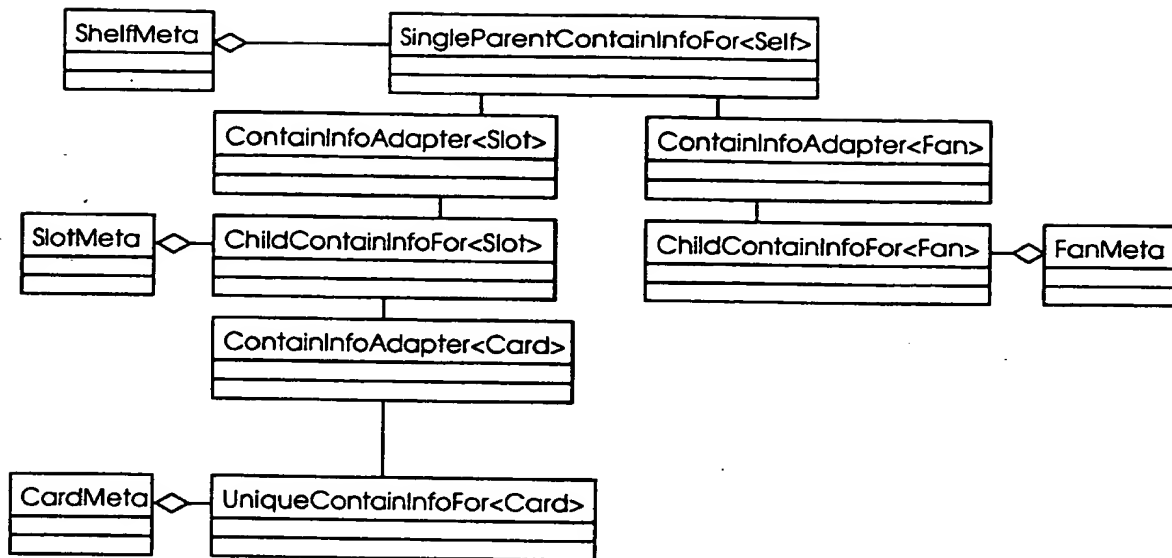 ShelfMeta
SingleParentContainInfoFor<Self>
ContainInfoAdapter<Slot>
ContainInfoAdapter<Fan>
SlotMeta
ChildContainInfoFor<Slot>
ChildContainInfoFor<Fan>
FanMeta
ContainInfoAdapter<Card>
CardMeta
UniqueContainInfoFor<Card>